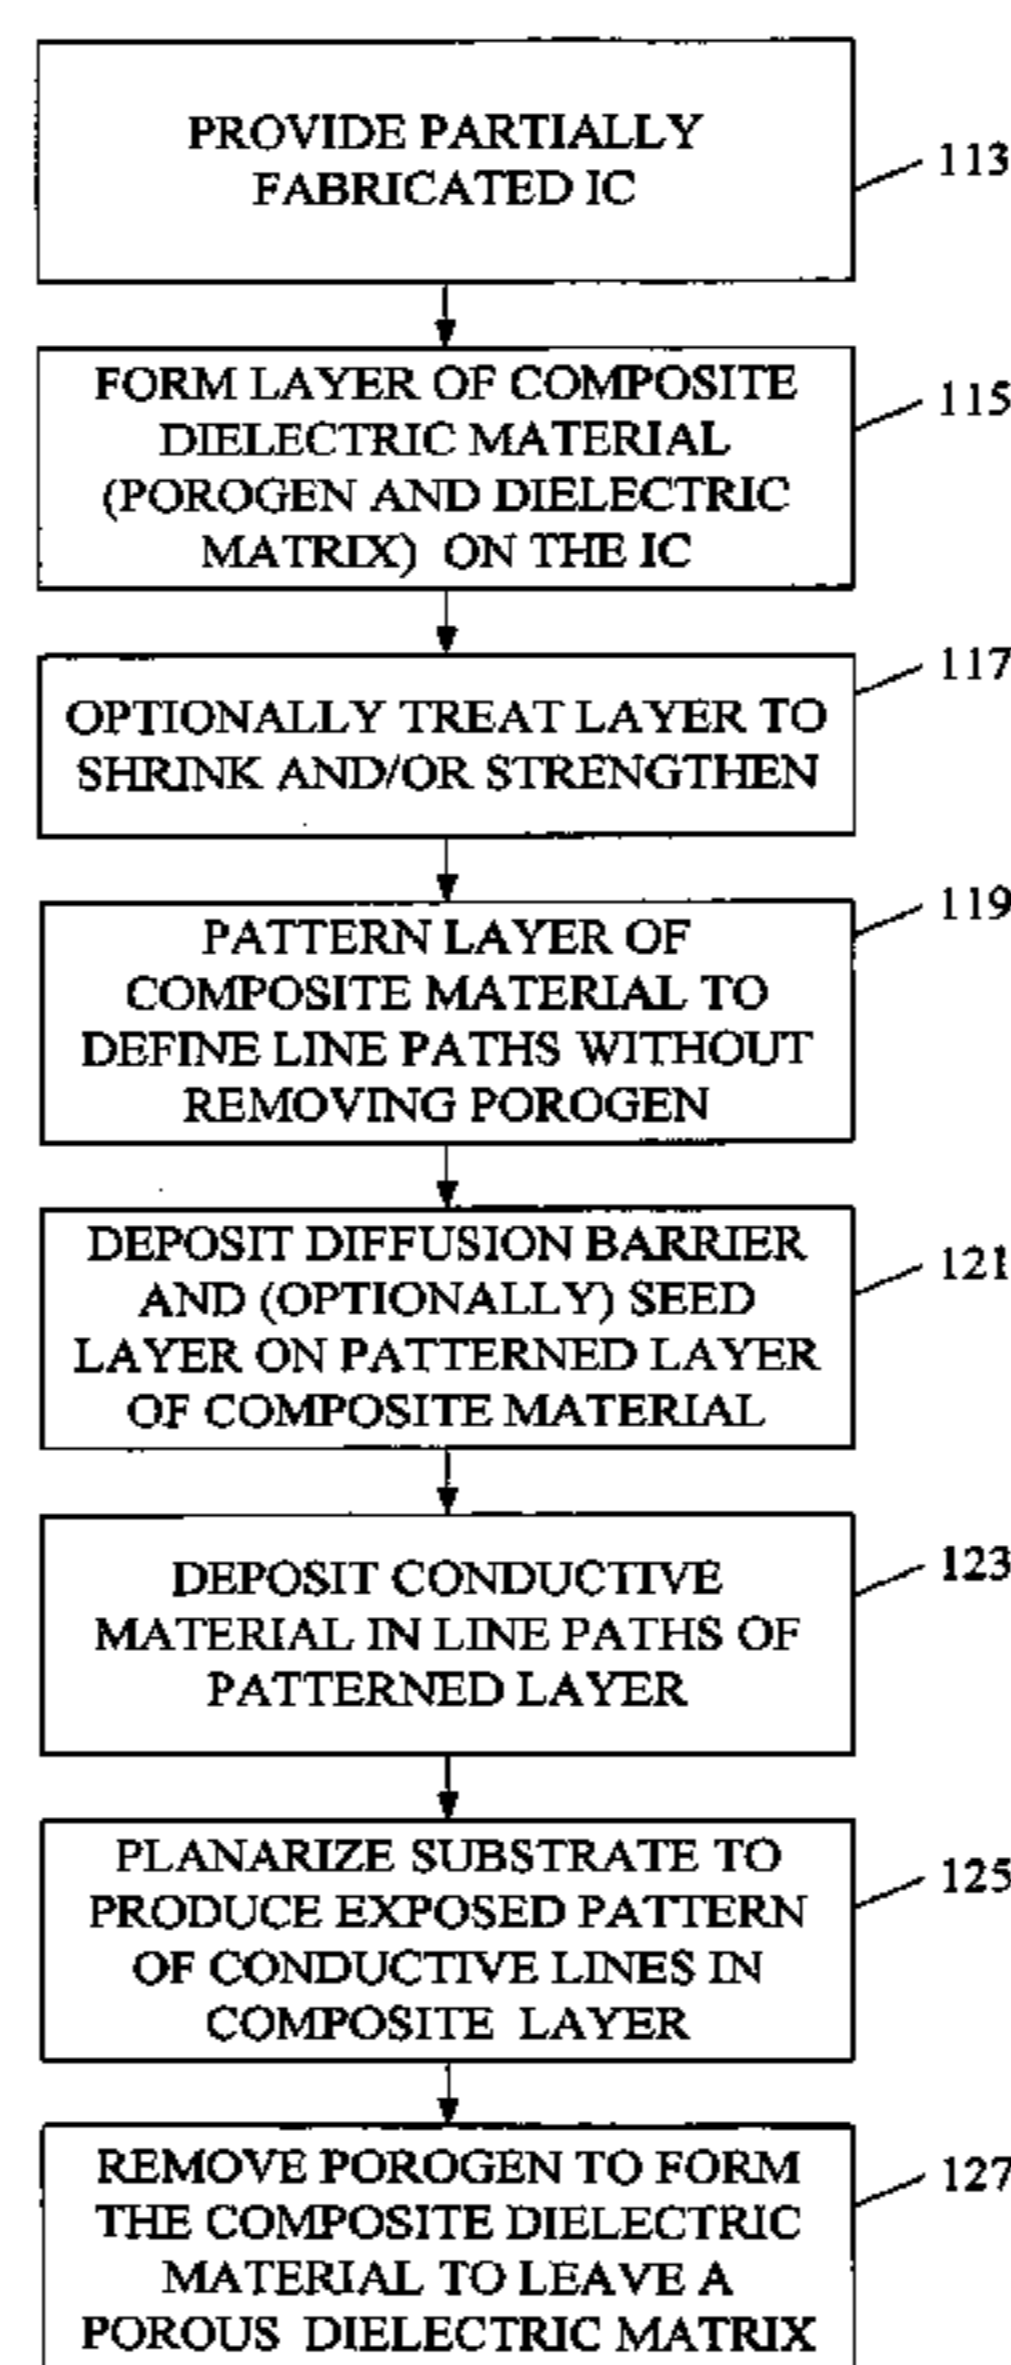 PROVIDE PARTIALLY
FABRICATED IC
113
FORM LAYER OF COMPOSITE
DIELECTRIC MATERIAL
(POROGEN AND DIELECTRIC
MATRIX) ON THE IC
115
OPTIONALLY TREAT LAYER TO
SHRINK AND/OR STRENGTHEN
117
PATTERN LAYER OF
COMPOSITE MATERIAL TO
DEFINE LINE PATHS WITHOUT
REMOVING POROGEN
119
DEPOSIT DIFFUSION BARRIER
AND (OPTIONALLY) SEED
LAYER ON PATTERNED LAYER
OF COMPOSITE MATERIAL
121
DEPOSIT CONDUCTIVE
MATERIAL IN LINE PATHS OF
PATTERNED LAYER
123
PLANARIZE SUBSTRATE TO
PRODUCE EXPOSED PATTERN
OF CONDUCTIVE LINES IN
COMPOSITE LAYER
125
REMOVE POROGEN TO FORM
THE COMPOSITE DIELECTRIC
MATERIAL TO LEAVE A
POROUS DIELECTRIC MATRIX
127